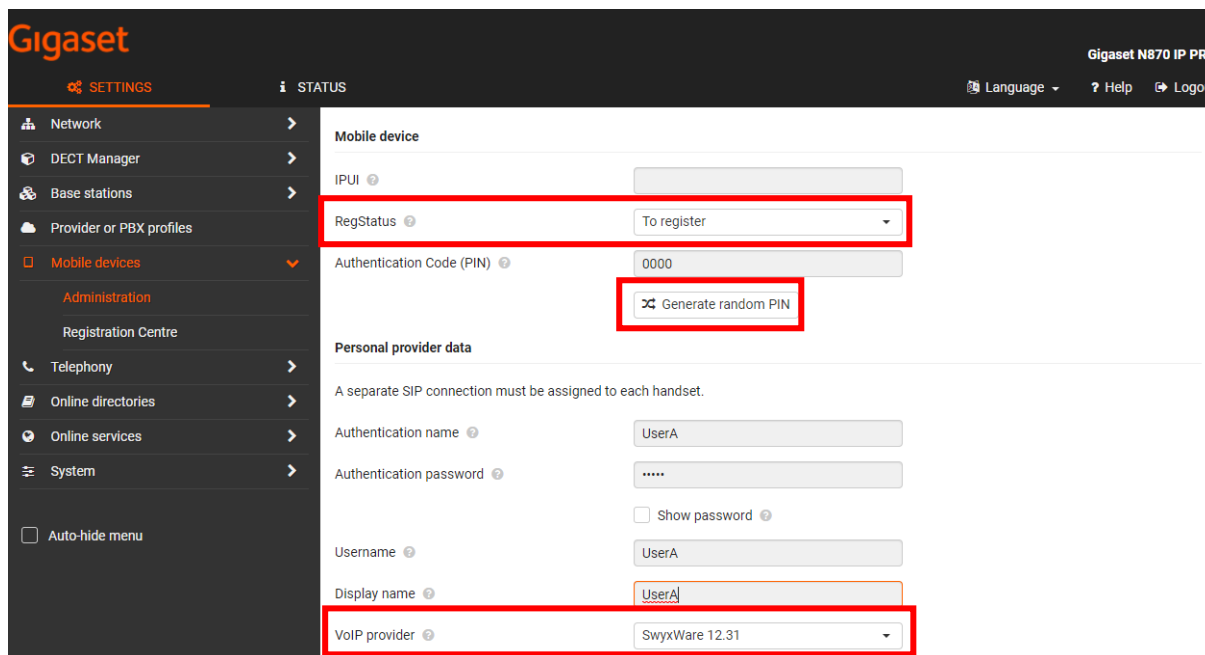 Gigaset
Gigaset N870 IP PR
SETTINGS
STATUS
Language
? Help
Logo
Network
DECT Manager
Base stations
Provider or PBX profiles
Mobile devices
Administration
Registration Centre
Telephony
Online directories
Online services
System
Auto-hide menu
Mobile device
IPUI
RegStatus
To register
Authentication Code (PIN)
0000
Generate random PIN
Personal provider data
A separate SIP connection must be assigned to each handset.
Authentication name
UserA
Authentication password
•••••
Show password
Username
UserA
Display name
UserA
VoIP provider
SwyxWare 12.31